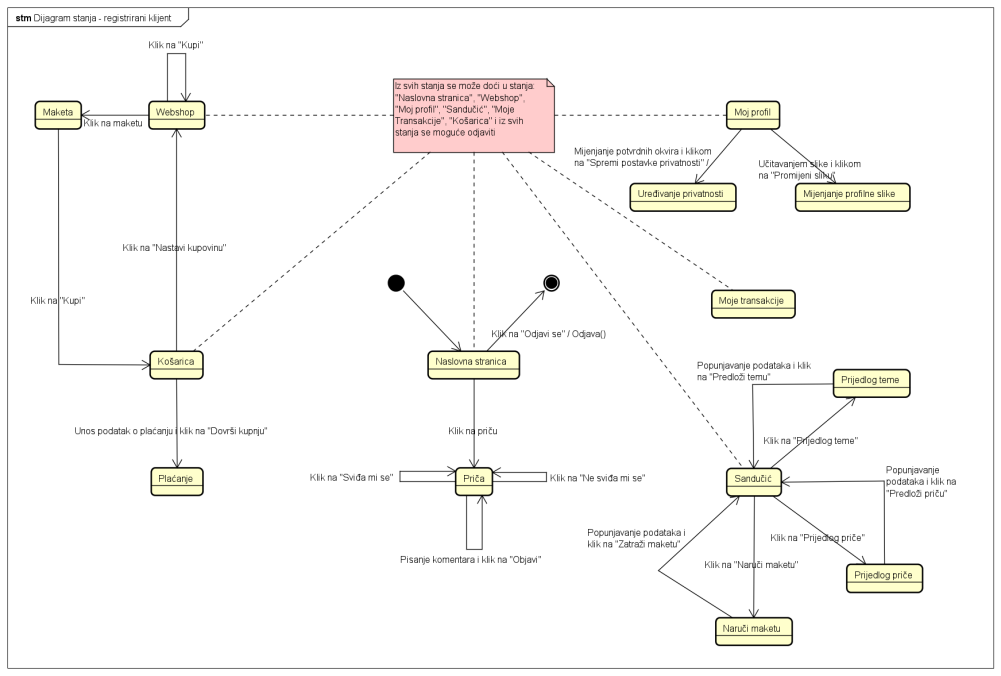 stm Dijagram stanja - registrirani klijent
Klik na "Kupi"
Iz svih stanja se može doći u stanja:
"Naslovna stranica", "Webshop",
"Moj profil", "Sandučić", "Moje
Transakcije", "Košarica" i iz svih
stanja se moguće odjaviti
Maketa
Webshop
Klik na maketu
Moj profil
Mijenjanje potvrdnih okvira i klikom
na "Spremi postavke privatnosti" /
Učitavanjem slike i klikom
na "Promijeni sliku"
Uređivanje privatnosti
Mijenjanje profilne slike
Klik na "Nastavi kupovinu"
Klik na "Kupi"
Moje transakcije
Klik na "Odjavi se" / Odjava()
Košarica
Naslovna stranica
Popunjavanje podataka i klik
na "Predloži temu"
Prijedlog teme
Unos podatak o plaćanju i klik na "Dovrši kupnju"
Klik na priču
Klik na "Prijedlog teme"
Plaćanje
Klik na "Sviđa mi se"
Priča
Klik na "Ne sviđa mi se"
Sandučić
Popunjavanje
podataka i klik na
"Predloži priču"
Popunjavanje podataka i
klik na "Zatraži maketu"
Klik na "Prijedlog priče"
Pisanje komentara i klik na "Objavi"
Klik na "Naruči maketu"
Prijedlog priče
Naruči maketu